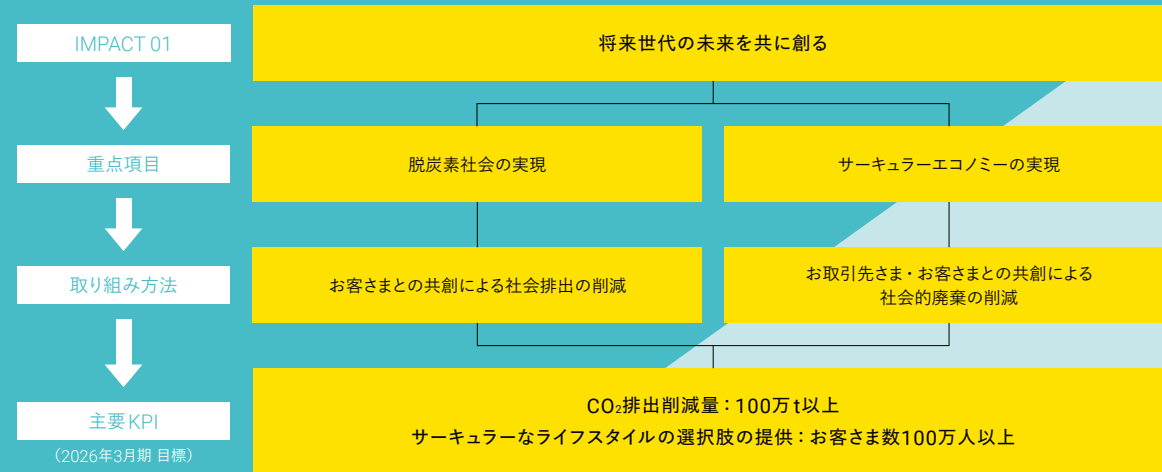 IMPACT 01
将来世代の未来を共に創る
重点項目
脱炭素社会の実現
サーキュラーエコノミーの実現
取り組み方法
お客さまとの共創による社会排出の削減
お取引先さま・お客さまとの共創による
社会的廃棄の削減
主要KPI
（2026年3月期 目標）
CO₂排出削減量：100万t以上
サーキュラーなライフスタイルの選択肢の提供：お客さま数100万人以上